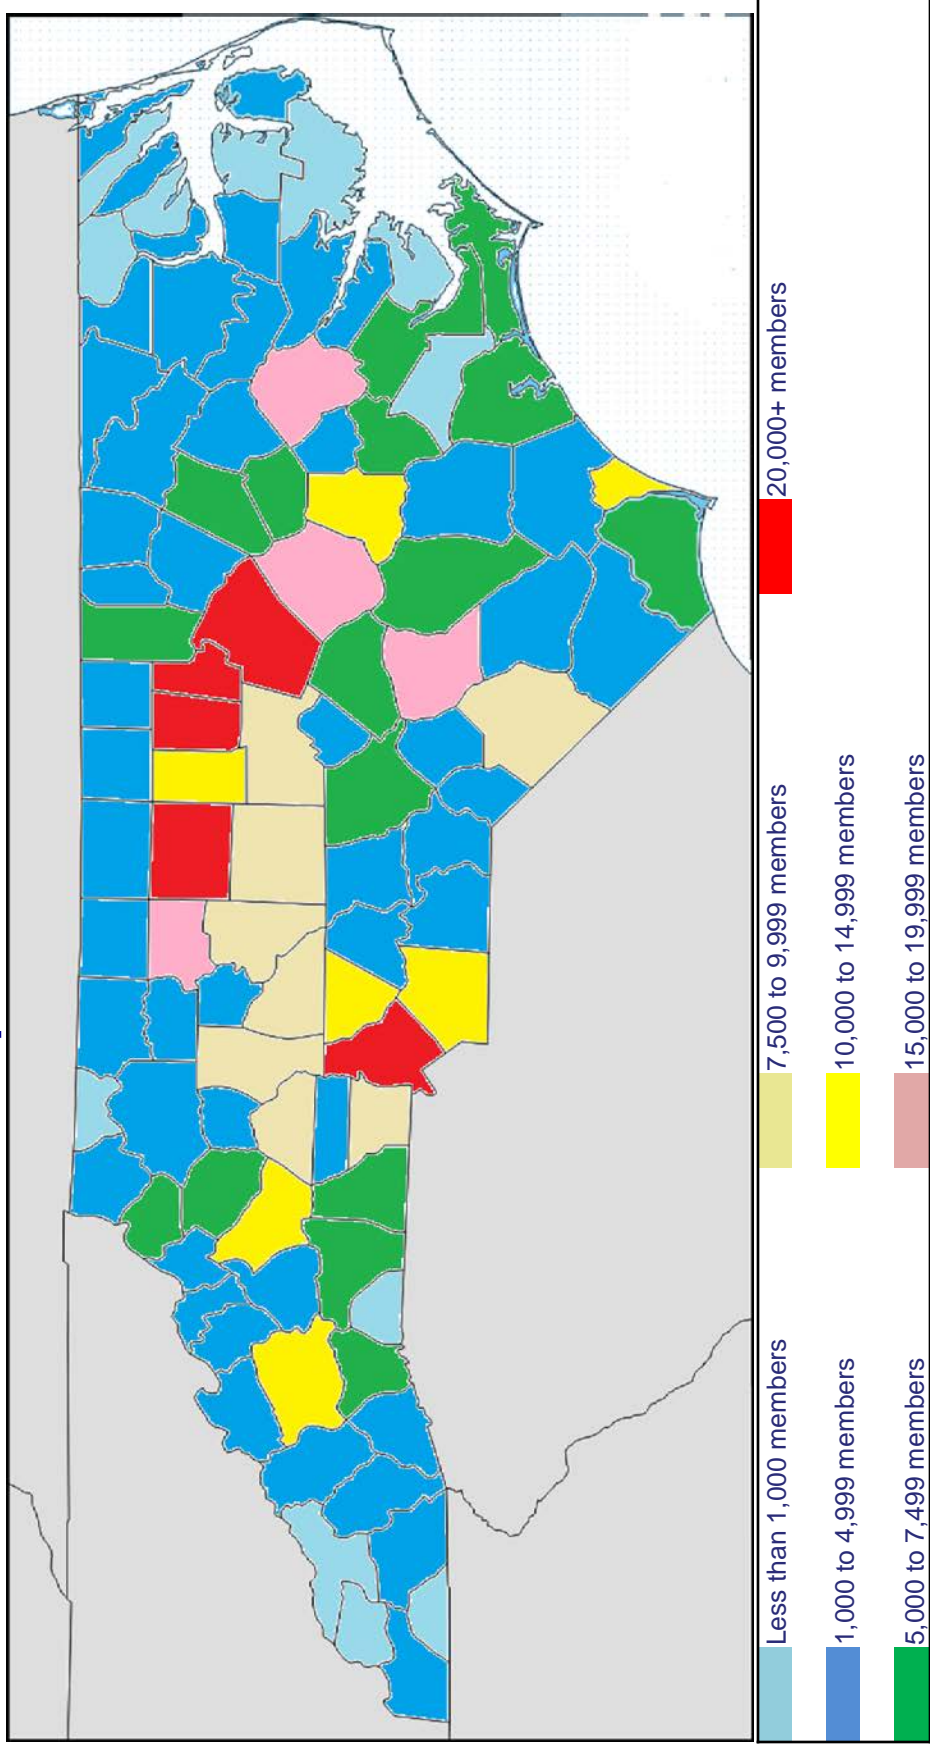 Less than 1,000 members
7,500 to 9,999 members
20,000+ members
1,000 to 4,999 members
10,000 to 14,999 members
5,000 to 7,499 members
15,000 to 19,999 members